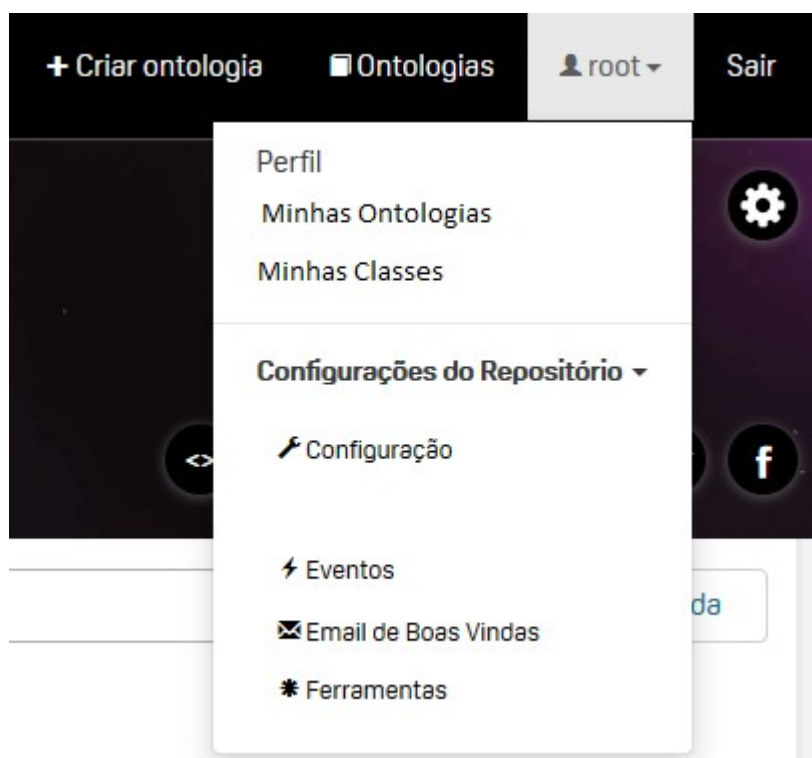 + Criar ontologia Ontologias root Sair
Perfil
Minhas Ontologias
Minhas Classes
Configurações do Repositório
Configuração
Eventos
da
Email de Boas Vindas
Ferramentas